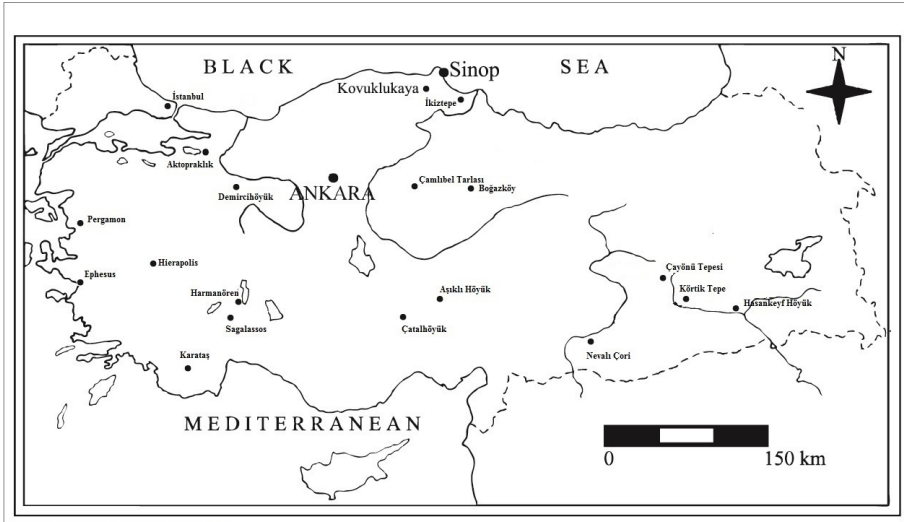 BLACK SEA
N
Sinop
Kovuklukaya
İkiztepe
İstanbul
Aktopraklık
Demircihöyük
ANKARA
Çamlıbel Tarlası
Boğazköy
Pergamon
Hierapolis
Ephesus
Harmanören
Sagalassos
Aşıklı Höyük
Çatalhöyük
Çayönü Tepesi
Körtik Tepe
Hasankeyf Höyük
Nevalı Çori
Karataş
MEDITERRANEAN
0 150 km